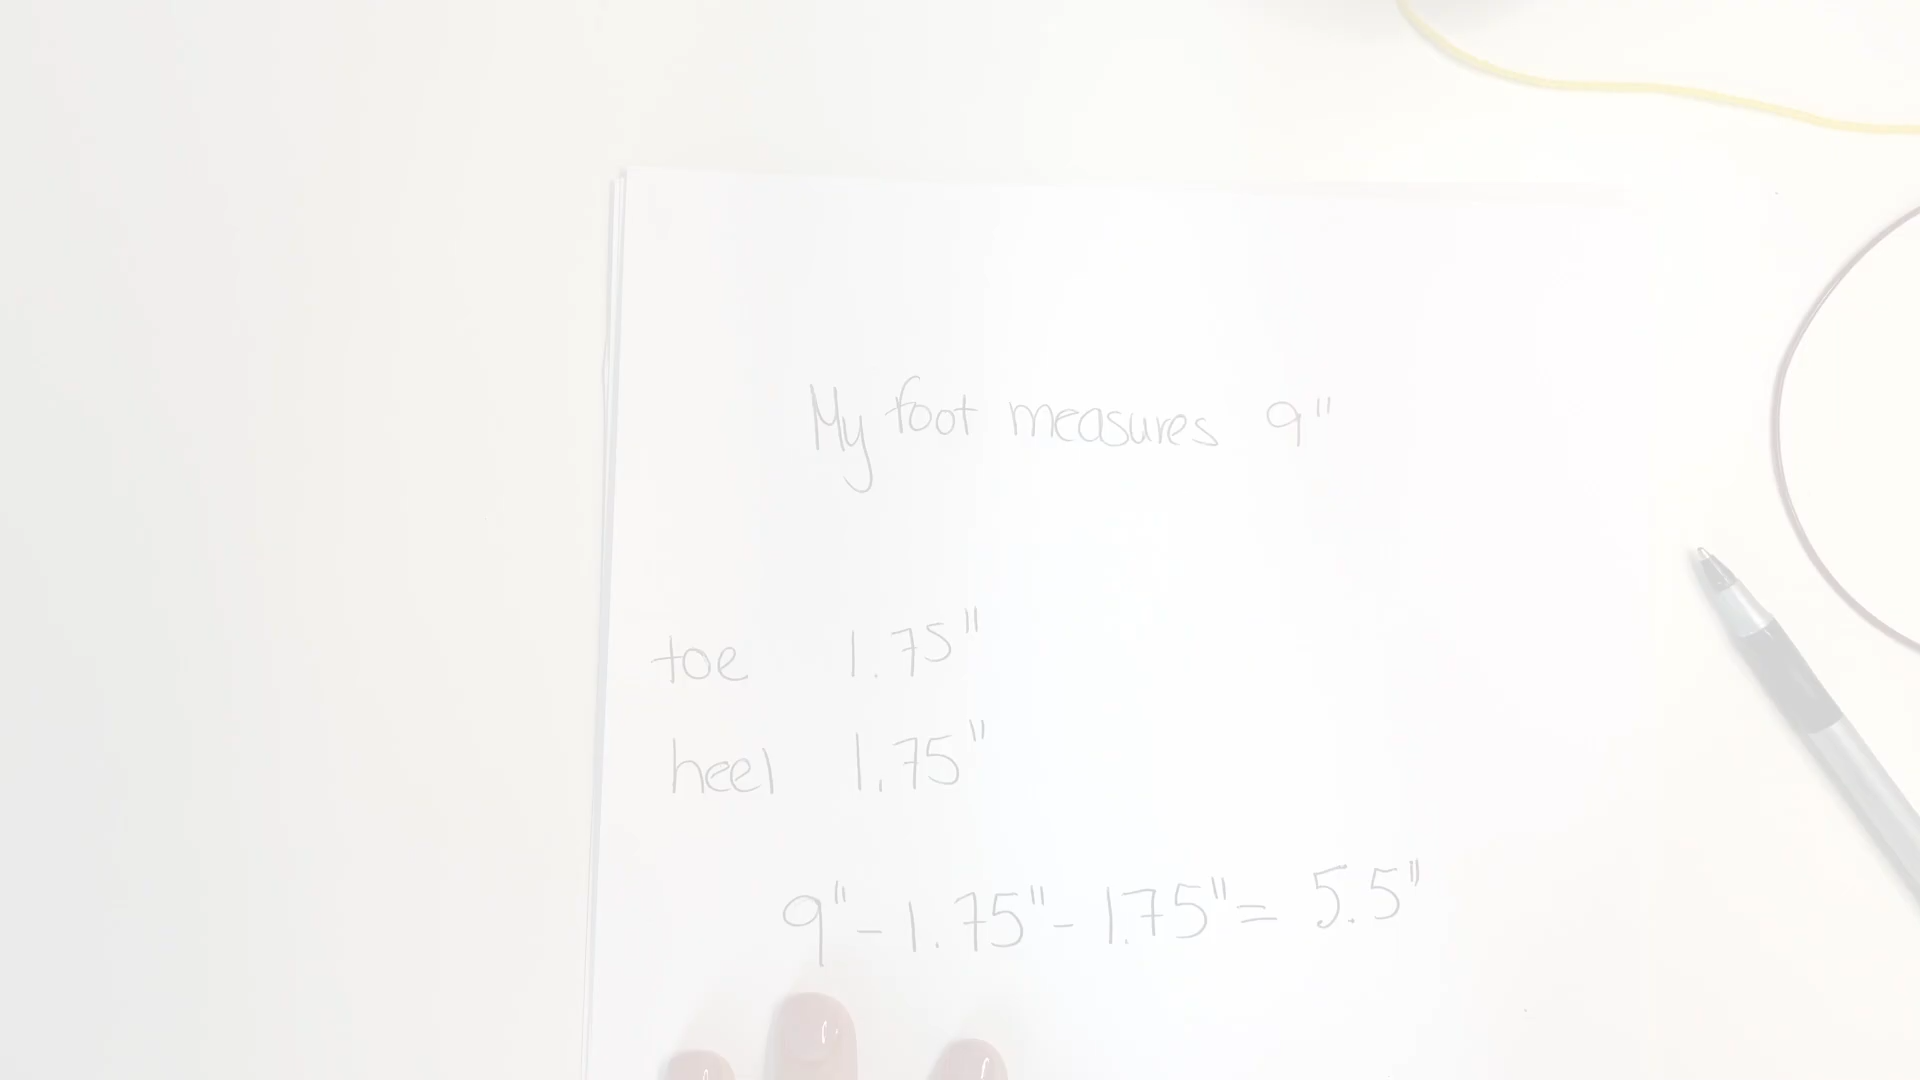 My foot measures 9"
toe 1.75"
heel 1.75"
9" - 1.75" - 1.75" = 5.5"